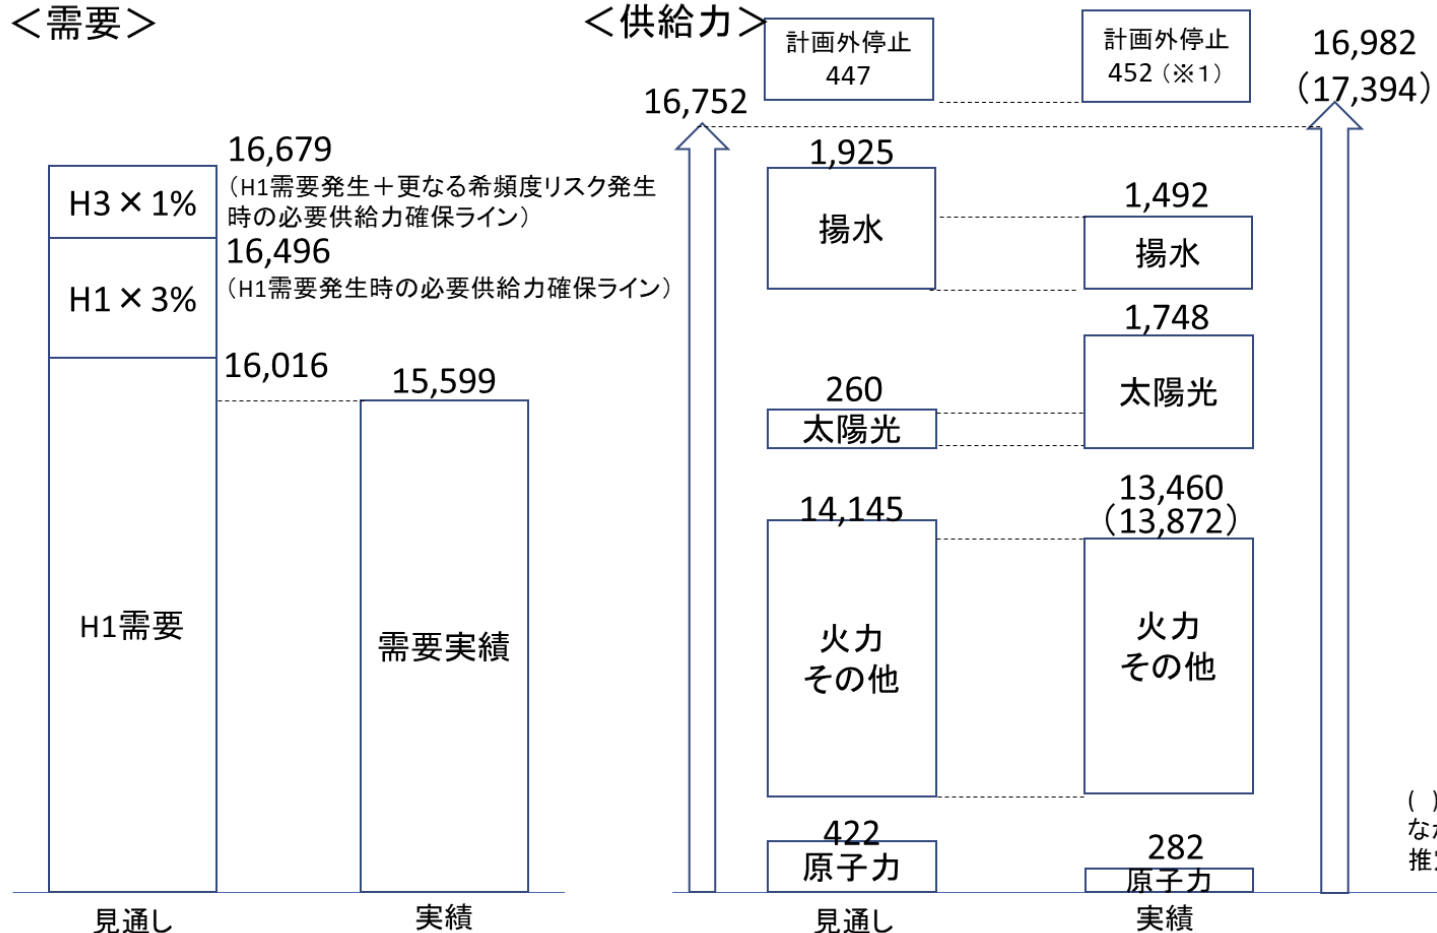 ＜需要＞
16,679
（H1需要発生＋更なる希頻度リスク発生
時の必要供給力確保ライン）
H3×1%
16,496
（H1需要発生時の必要供給力確保ライン）
H1×3%
16,016
15,599
H1需要
需要実績
見通し
実績
＜供給力＞
計画外停止
447
計画外停止
452（※1）
16,982
（17,394）
16,752
1,925
揚水
1,492
揚水
1,748
太陽光
260
太陽光
14,145
13,460
（13,872）
火力
その他
火力
その他
422
原子力
282
原子力
見通し
実績
( )